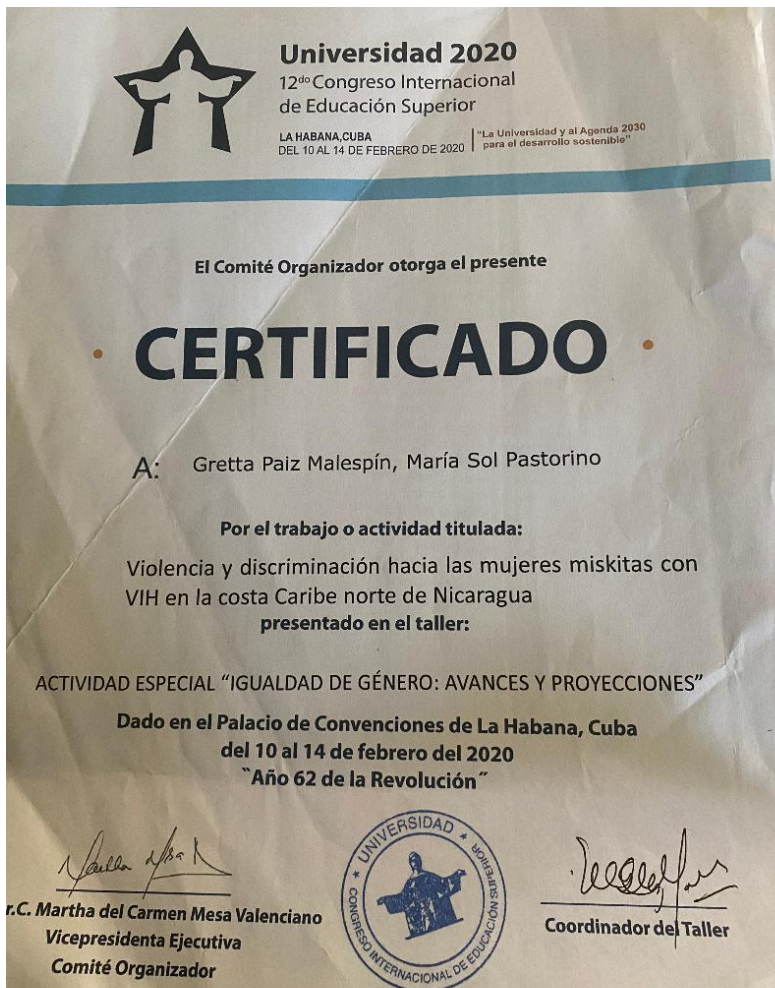 Universidad 2020
12do Congreso Internacional
de Educación Superior
LA HABANA,CUBA
DEL 10 AL 14 DE FEBRERO DE 2020
"La Universidad y al Agenda 2030
para el desarrollo sostenible"
El Comité Organizador otorga el presente
CERTIFICADO
A: Gretta Paiz Malespín, María Sol Pastorino
Por el trabajo o actividad titulada:
Violencia y discriminación hacia las mujeres miskitas con
VIH en la costa Caribe norte de Nicaragua
presentado en el taller:
ACTIVIDAD ESPECIAL “IGUALDAD DE GÉNERO: AVANCES Y PROYECCIONES”
Dado en el Palacio de Convenciones de La Habana, Cuba
del 10 al 14 de febrero del 2020
"Año 62 de la Revolución"
r.C. Martha del Carmen Mesa Valenciano
Vicepresidenta Ejecutiva
Comité Organizador
UNIVERSIDAD
CONGRESO INTERNACIONAL DE EDUCACIÓN SUPERIOR
Coordinador del Taller